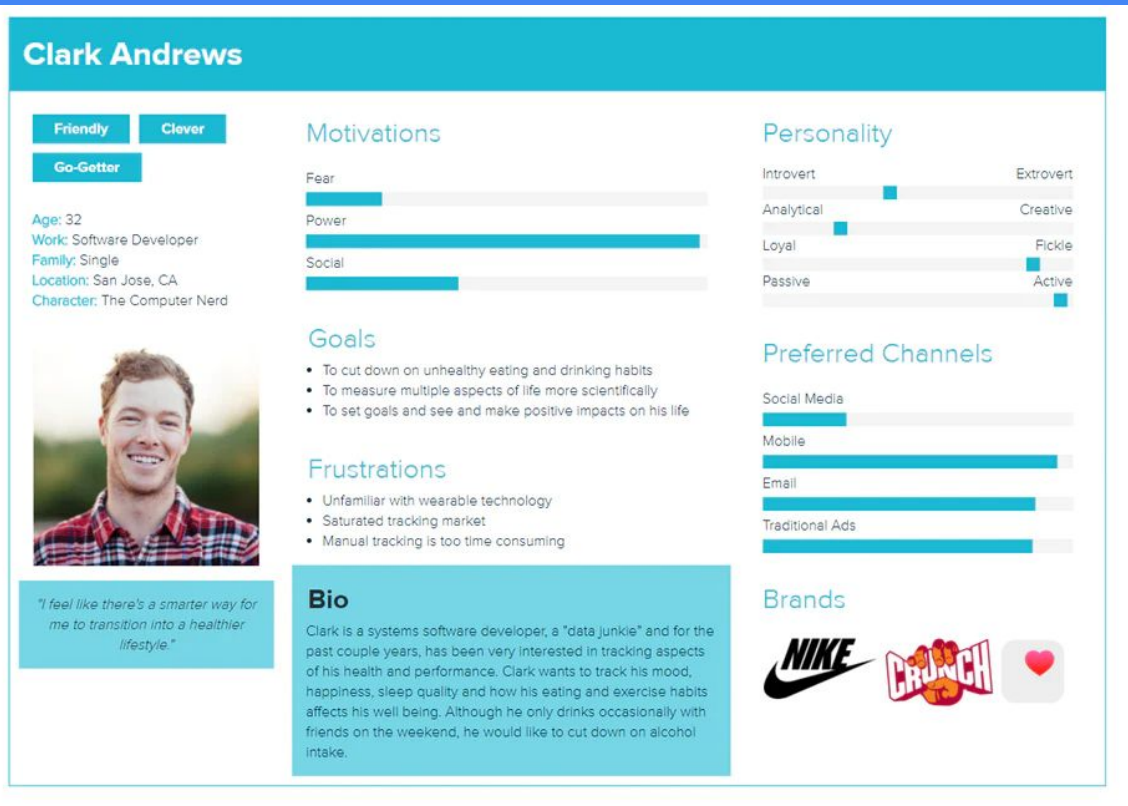 Clark Andrews
Friendly
Clever
Go-Getter
Age: 32
Work: Software Developer
Family: Single
Location: San Jose, CA
Character: The Computer Nerd
"I feel like there's a smarter way for
me to transition into a healthier
lifestyle."
Motivations
Fear
Power
Social
Goals
• To cut down on unhealthy eating and drinking habits
• To measure multiple aspects of life more scientifically
• To set goals and see and make positive impacts on his life
Frustrations
• Unfamiliar with wearable technology
• Saturated tracking market
• Manual tracking is too time consuming
Bio
Clark is a systems software developer, a "data junkie" and for the
past couple years, has been very interested in tracking aspects
of his health and performance. Clark wants to track his mood,
happiness, sleep quality and how his eating and exercise habits
affects his well being. Although he only drinks occasionally with
friends on the weekend, he would like to cut down on alcohol
intake.
Personality
Introvert Extrovert
Analytical Creative
Loyal Fickle
Passive Active
Preferred Channels
Social Media
Mobile
Email
Traditional Ads
Brands
NIKE
CRUNCH